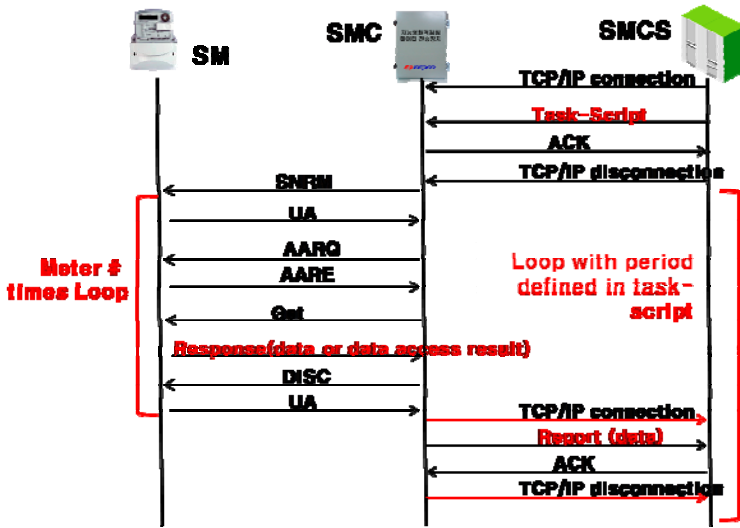 SM
SMC
SMCS
TCP/IP connection
Task-Script
ACK
TCP/IP disconnection
SNRM
UA
AARQ
AARE
Get
Response(data or data access result)
DISC
UA
Meter #
times Loop
Loop with period
defined in task-
script
TCP/IP connection
Report (data)
ACK
TCP/IP disconnection